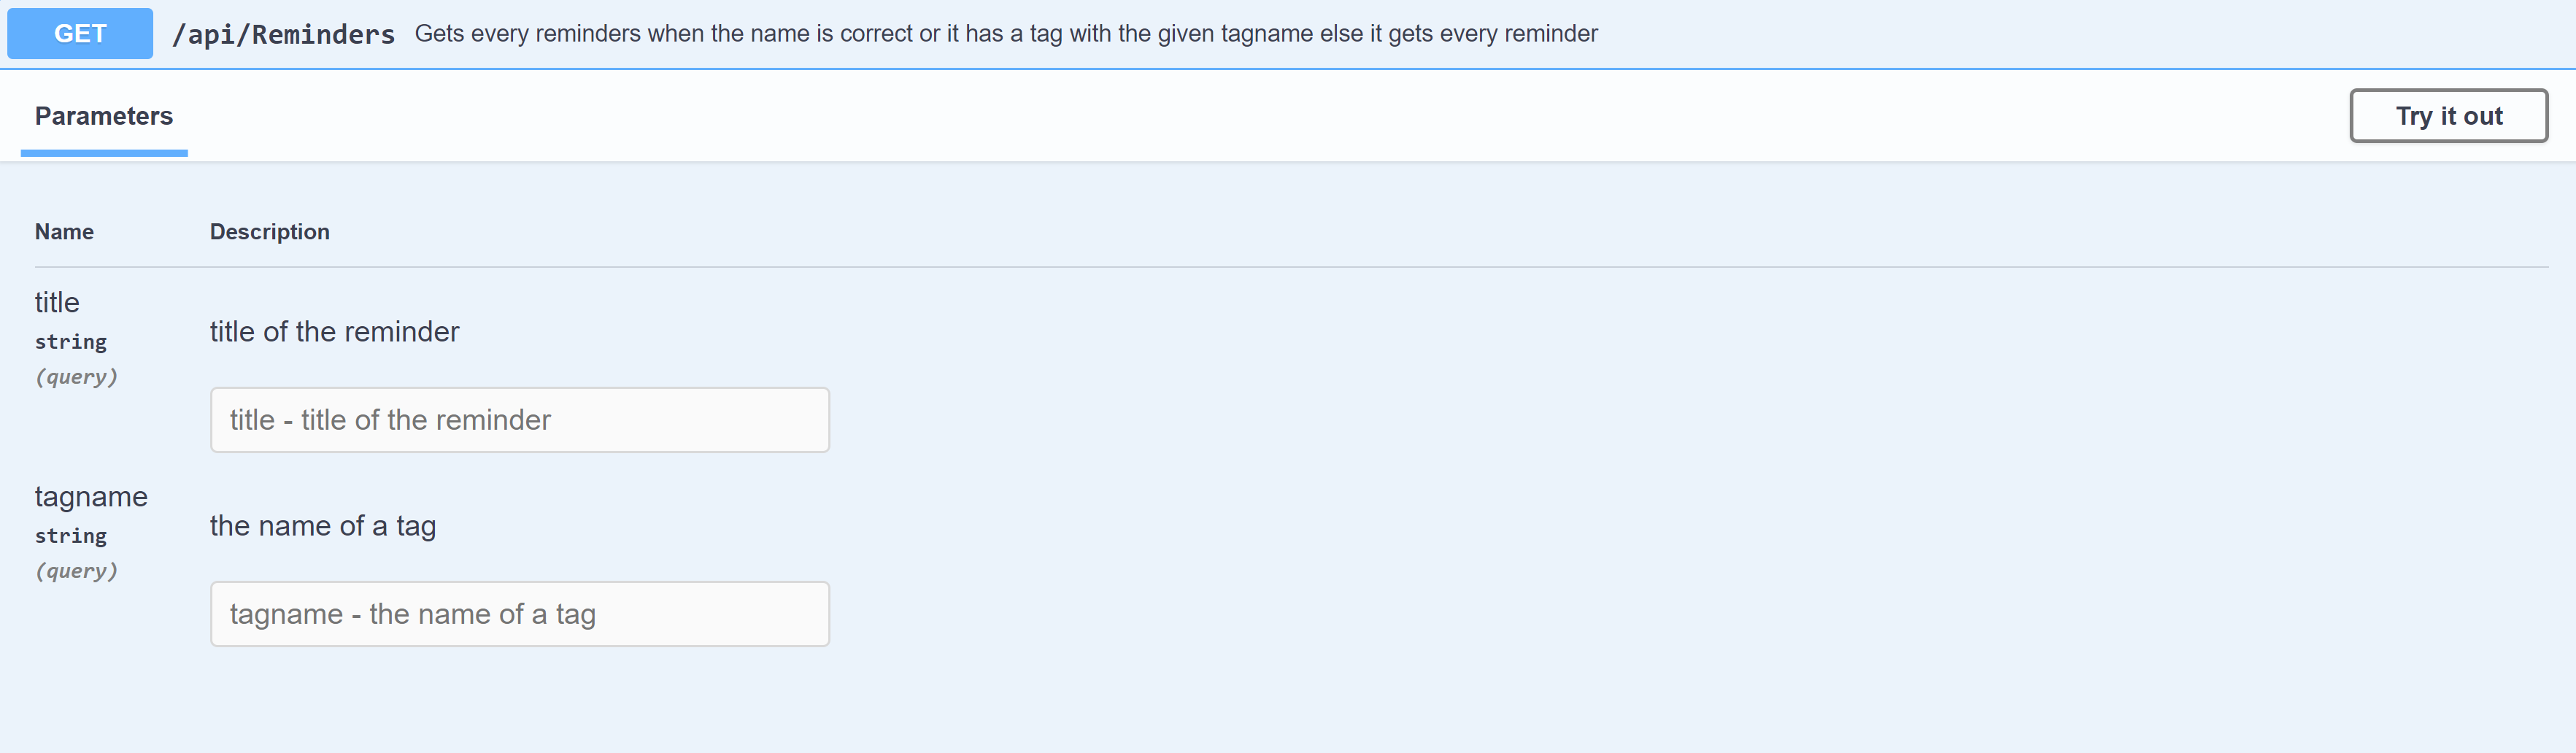 GET /api/Reminders Gets every reminders when the name is correct or it has a tag with the given tagname else it gets every reminder
Parameters Try it out
Name Description
title
string
(query)
title of the reminder
title - title of the reminder
tagname
string
(query)
the name of a tag
tagname - the name of a tag